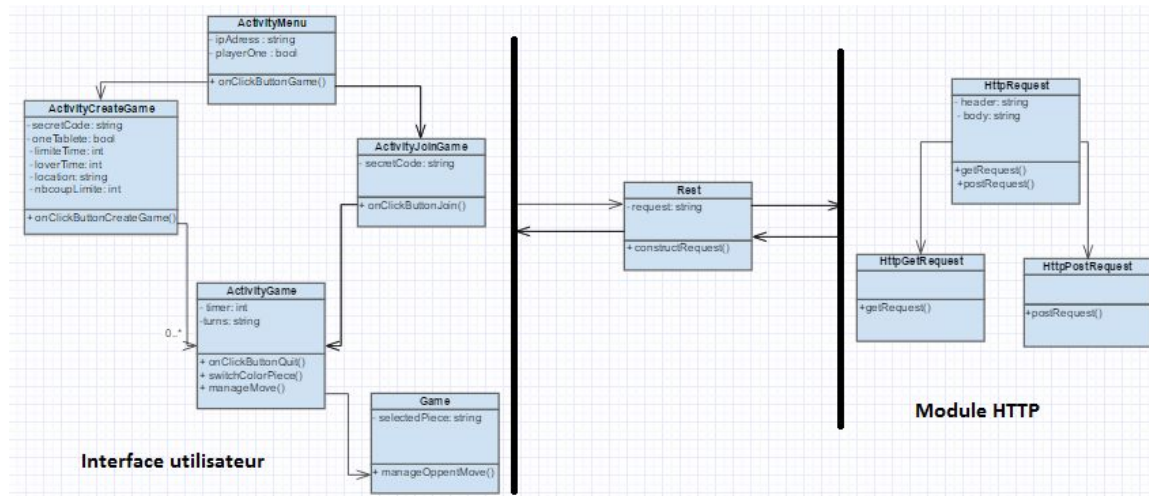 ActivityMenu
- ipAdress : string
- playerOne : bool
+ onClickButtonGame()
ActivityCreateGame
- secretCode: string
- oneTablete: bool
- limiteTime: int
- loverTime: int
- location: string
- nbcoupLimite: int
+ onClickButtonCreateGame()
ActivityJoinGame
- secretCode: string
+ onClickButtonJoin()
0..*
ActivityGame
- timer: int
-turns: string
+ onClickButtonQuit()
+ switchColorPiece()
+ manageMove()
Game
- selectedPiece: string
+ manageOppentMove()
Interface utilisateur
Rest
- request: string
+ constructRequest()
HttpRequest
- header: string
- body: string
+getRequest()
+postRequest()
HttpGetRequest
+getRequest()
HttpPostRequest
+postRequest()
Module HTTP